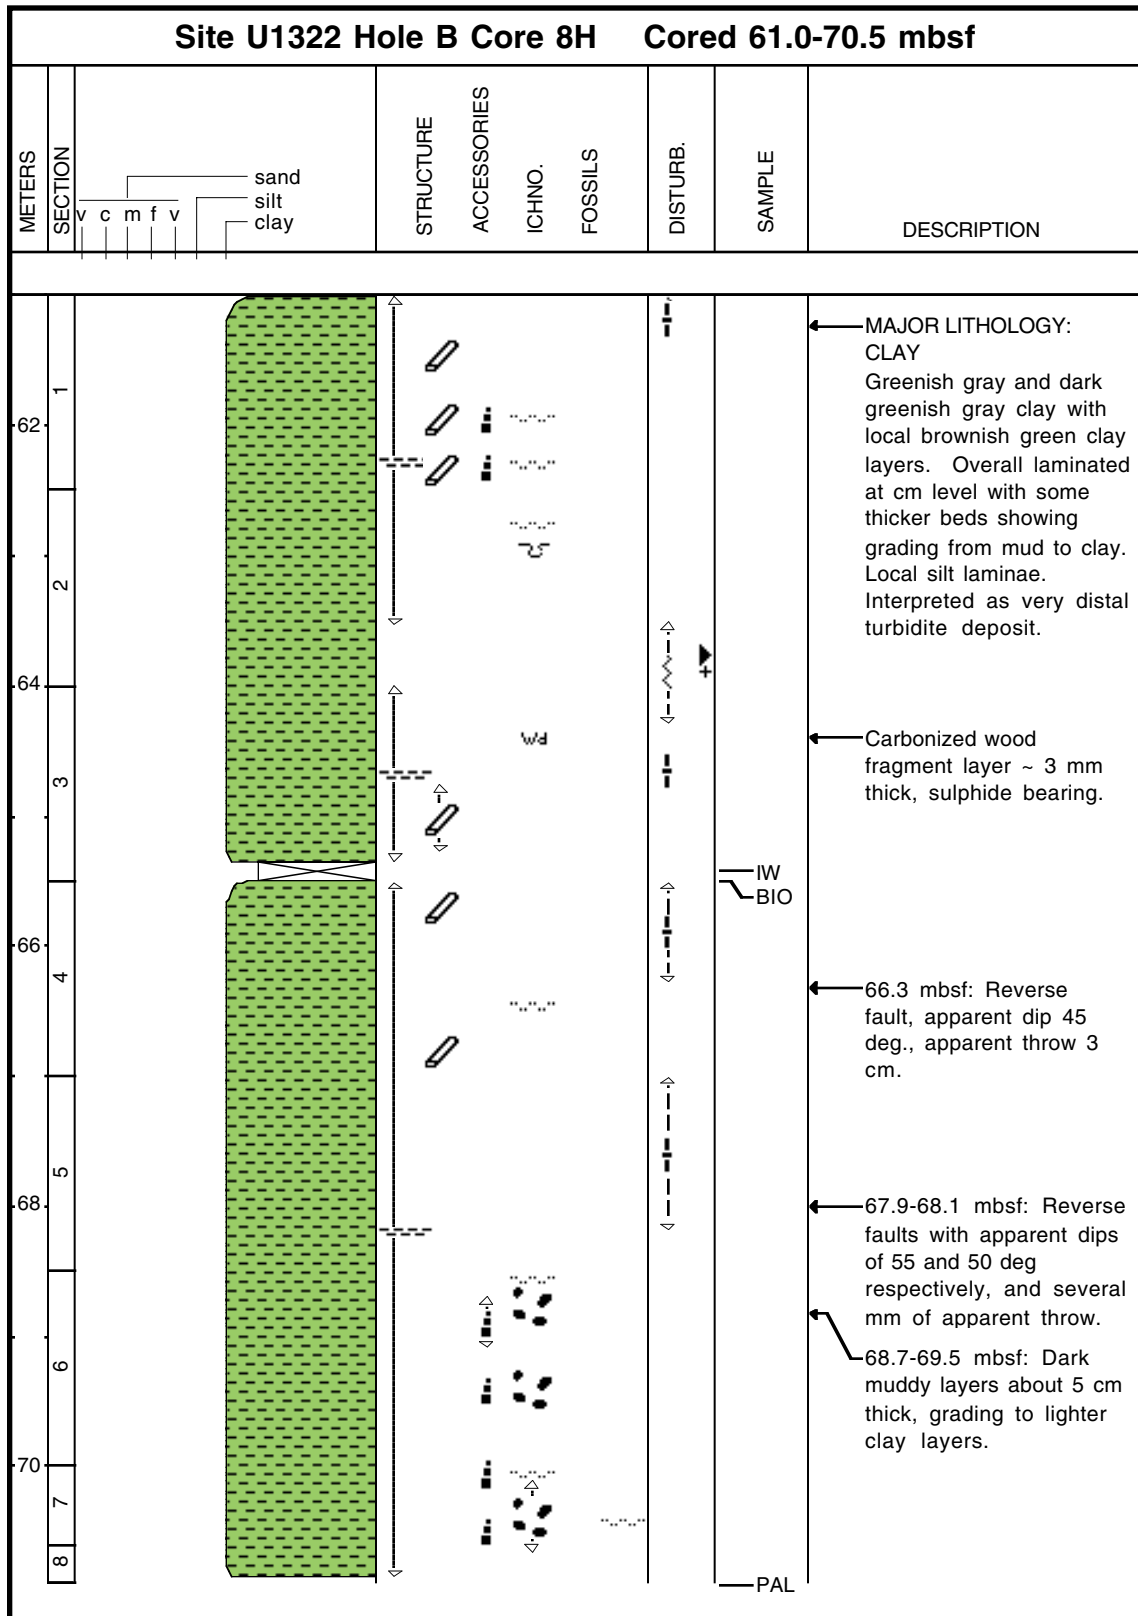 Site U1322 Hole B Core 8H Cored 61.0-70.5 mbsf
METERS
SECTION
v c m f v
sand
silt
clay
STRUCTURE
ACCESSORIES
ICHNO.
FOSSILS
DISTURB.
SAMPLE
DESCRIPTION
1
62
2
64
3
66
4
5
68
6
70
7
8
Wd
IW
BIO
PAL
MAJOR LITHOLOGY:
CLAY
Greenish gray and dark
greenish gray clay with
local brownish green clay
layers. Overall laminated
at cm level with some
thicker beds showing
grading from mud to clay.
Local silt laminae.
Interpreted as very distal
turbidite deposit.
Carbonized wood
fragment layer ~ 3 mm
thick, sulphide bearing.
66.3 mbsf: Reverse
fault, apparent dip 45
deg., apparent throw 3
cm.
67.9-68.1 mbsf: Reverse
faults with apparent dips
of 55 and 50 deg
respectively, and several
mm of apparent throw.
68.7-69.5 mbsf: Dark
muddy layers about 5 cm
thick, grading to lighter
clay layers.